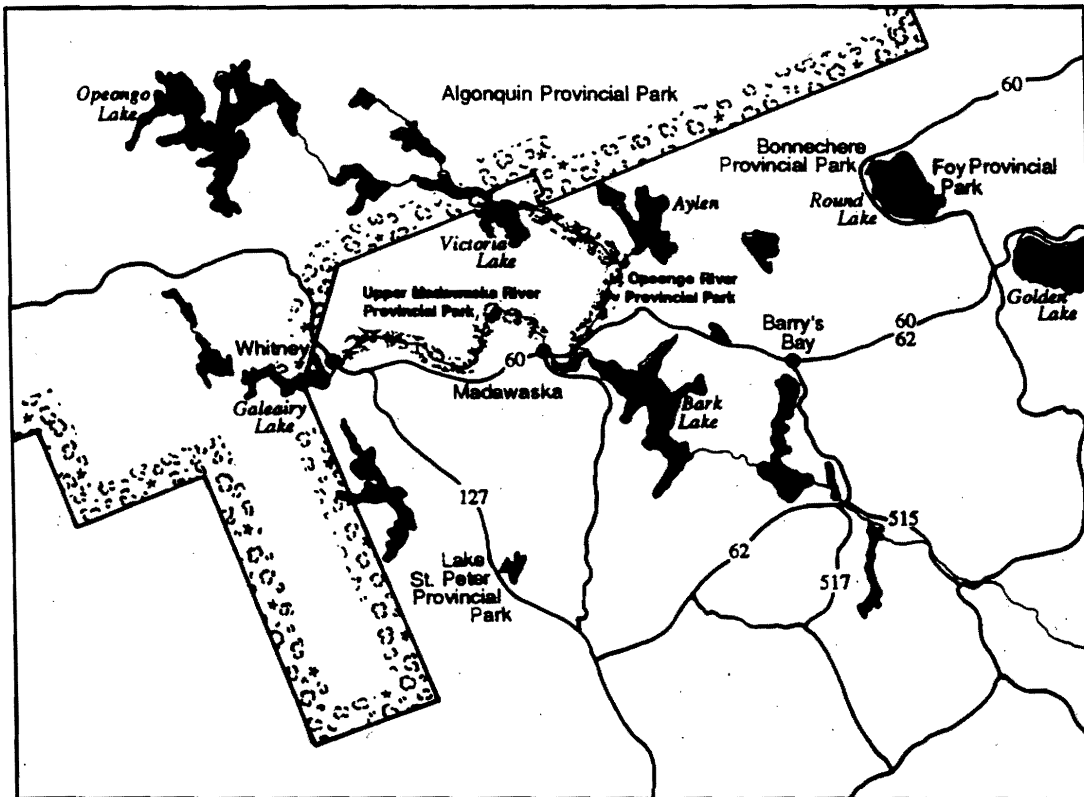 Opeongo
Lake
Algonquin Provincial Park
60
Bonnechere
Provincial Park
Foy Provincial
Park
Round
Lake
Aylen
Victoria
Lake
Opeongo River
Provincial Park
Golden
Lake
Upper Madawaska River
Provincial Park
Whitney
60
Barry's
Bay
60
62
Madawaska
Galeairy
Lake
Bark
Lake
127
515
62
517
Lake
St. Peter
Provincial
Park